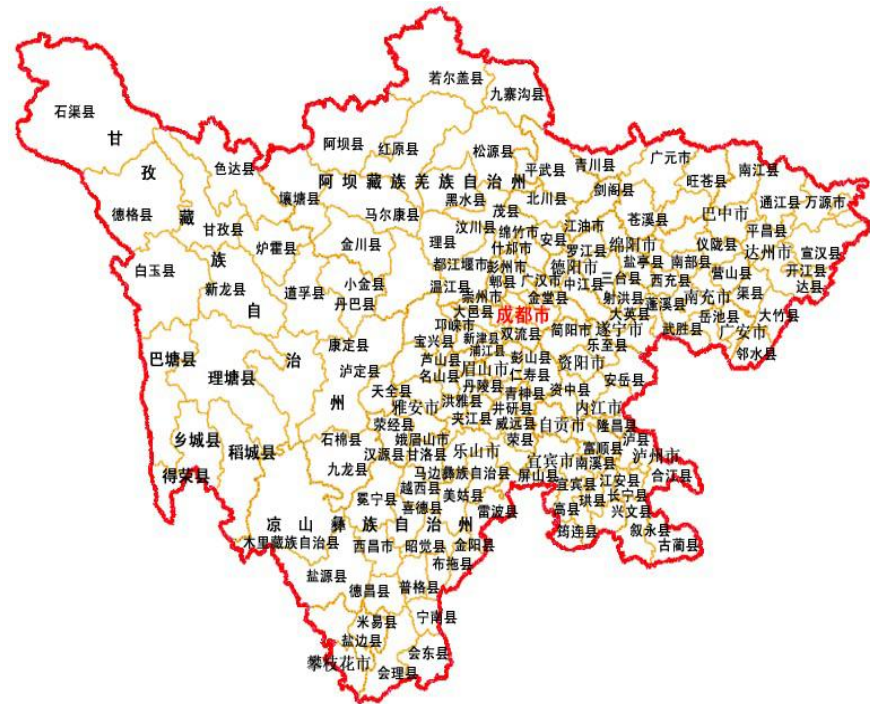 若尔盖县
九寨沟县
石渠县
甘孜藏族自治州
阿坝县
红原县
松源县
平武县
青川县
广元市
南江县
色达县
壤塘县
阿坝藏族羌族自治州
黑水县
北川县
剑阁县
旺苍县
通江县
万源市
德格县
甘孜县
马尔康县
茂县
汶川县
绵竹市
安县
江油市
苍溪县
巴中市
平昌县
炉霍县
金川县
理县
什邡市
罗江县
绵阳市
仪陇县
达州市
宣汉县
白玉县
都江堰市
彭州市
德阳市
盐亭县
南部县
营山县
开江县
新龙县
道孚县
小金县
丹巴县
温江县
郫县
广汉市
中江县
三台县
西充县
渠县
达县
崇州市
金堂县
射洪县
蓬溪县
南充市
大邑县
成都市
大英县
岳池县
大竹县
邛崃市
新津县
双流县
简阳市
遂宁市
武胜县
广安市
巴塘县
理塘县
康定县
宝兴县
蒲江县
乐至县
邻水县
芦山县
彭山县
资阳市
泸定县
名山县
眉山市
仁寿县
安岳县
天全县
丹陵县
青神县
资中县
雅安市
洪雅县
井研县
内江市
荥经县
夹江县
威远县
自贡市
隆昌县
乡城县
稻城县
石棉县
峨眉山市
荣县
泸县
汉源县
甘洛县
乐山市
富顺县
泸州市
得荣县
九龙县
马边彝族自治县
宜宾市
南溪县
屏山县
合江县
越西县
美姑县
宜宾县
江安县
冕宁县
喜德县
雷波县
珙县
长宁县
高县
兴文县
凉山彝族自治州
筠连县
叙永县
木里藏族自治县
西昌市
昭觉县
金阳县
古蔺县
布拖县
盐源县
德昌县
普格县
米易县
宁南县
盐边县
会东县
攀枝花市
会理县